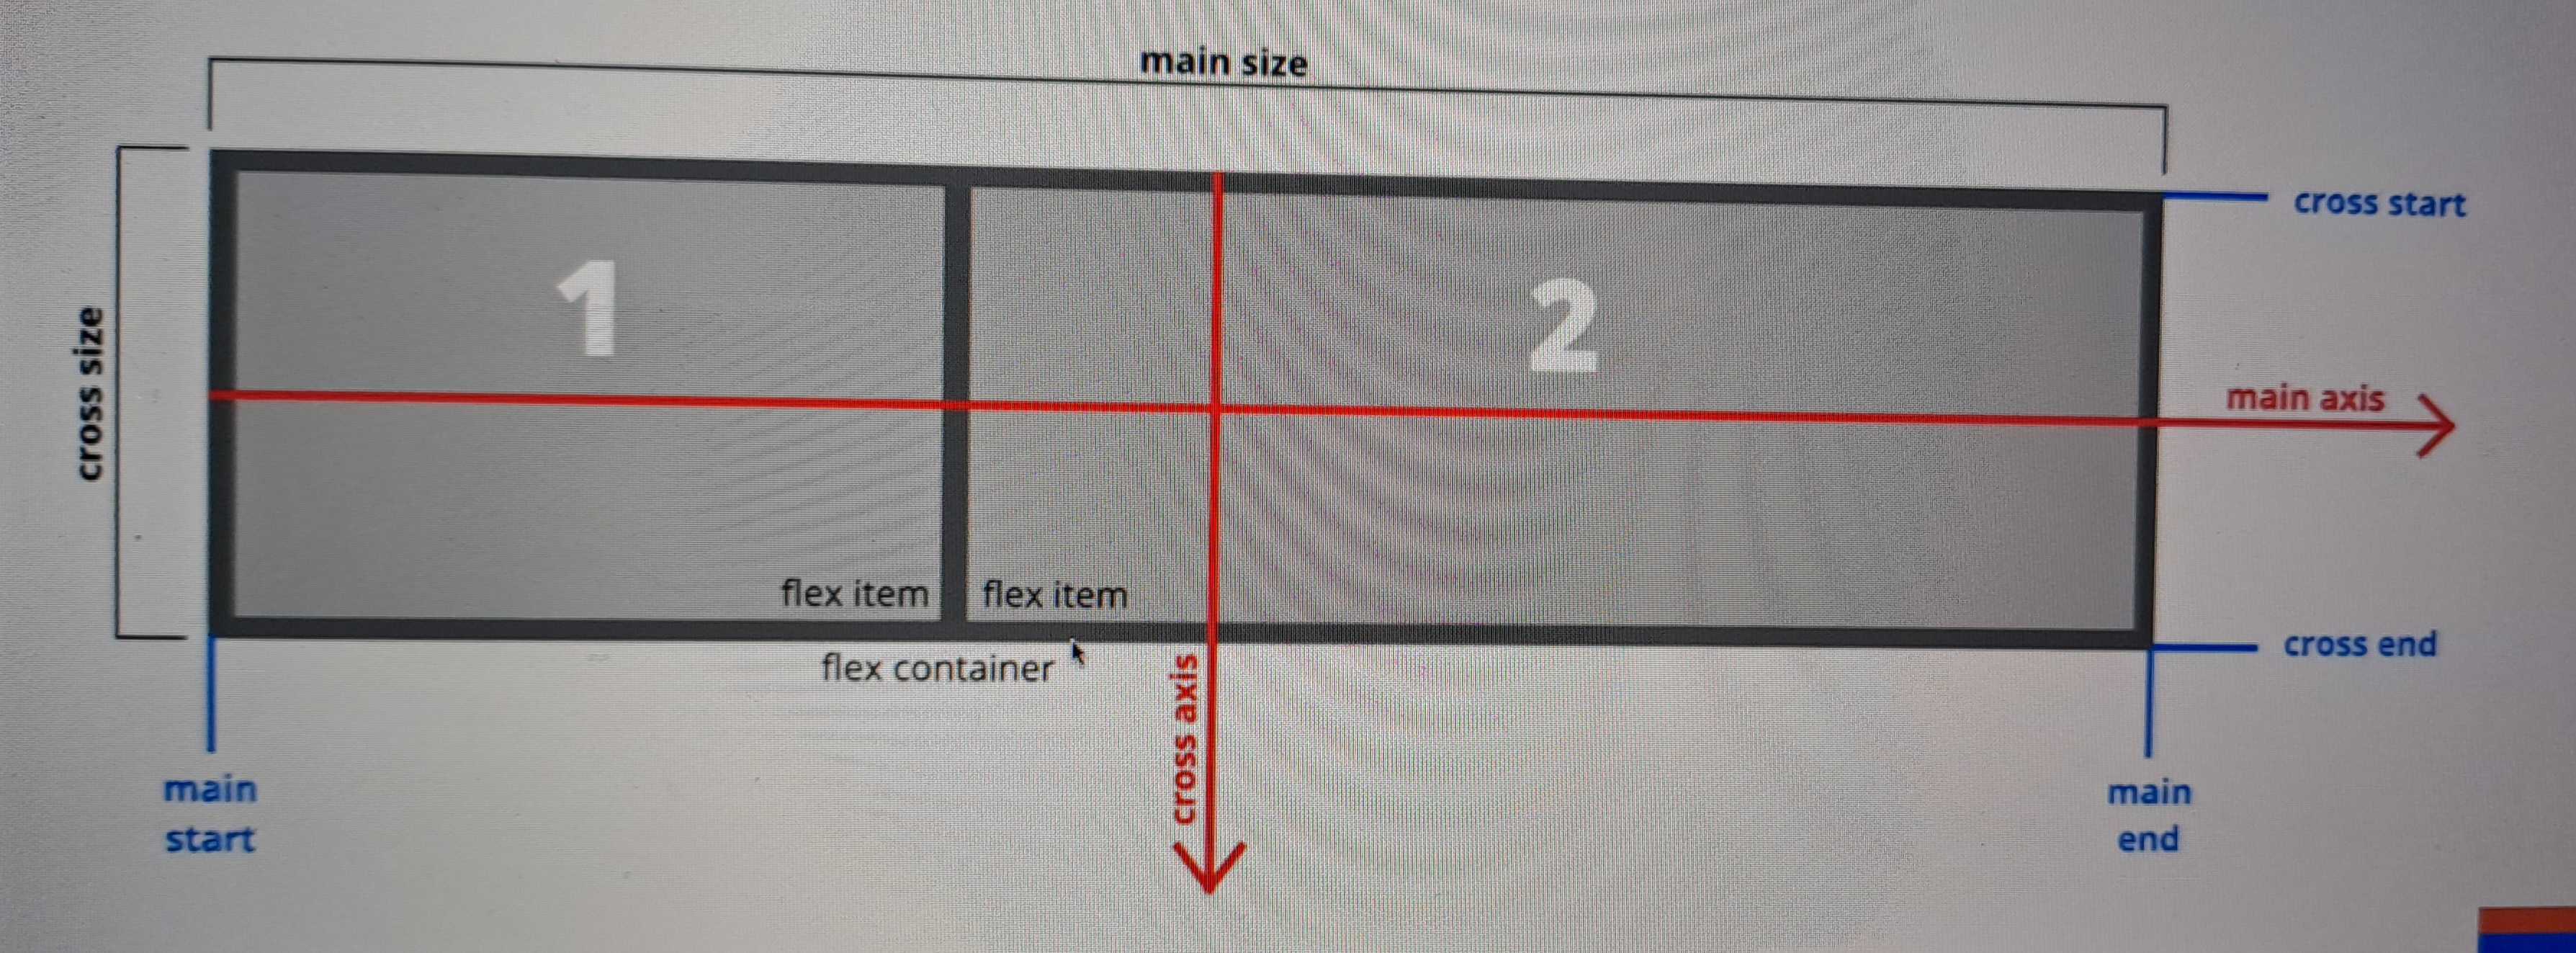 main size
cross start
1
2
cross size
main axis
flex item
flex item
cross end
flex container
cross axis
main
start
main
end